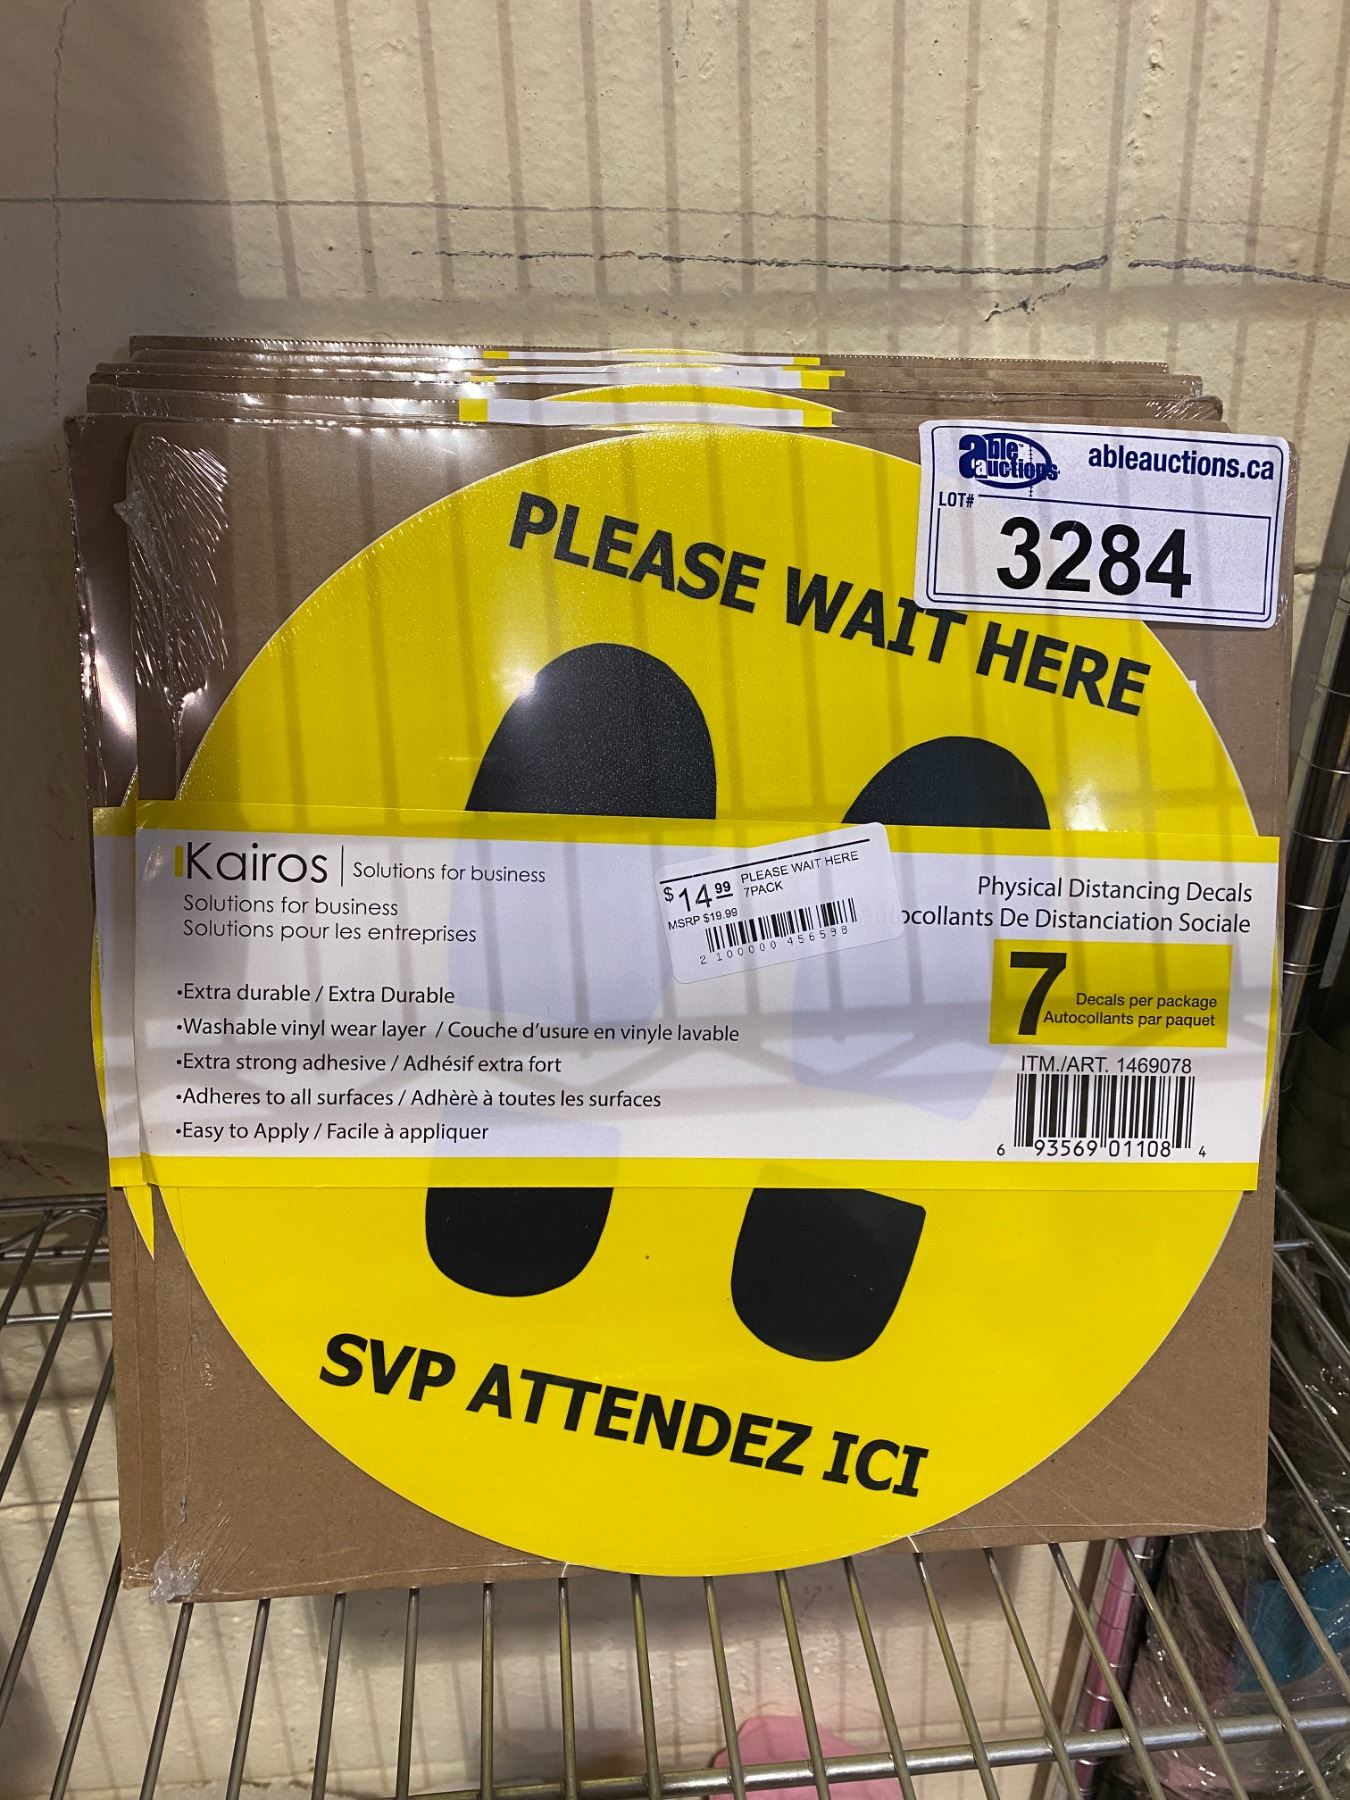 able auctions
ableauctions.ca
LOT#
3284
PLEASE WAIT HERE
Kairos | Solutions for business
Solutions for business
Solutions pour les entreprises
•Extra durable / Extra Durable
•Washable vinyl wear layer / Couche d'usure en vinyle lavable
•Extra strong adhesive / Adhésif extra fort
•Adheres to all surfaces / Adhèrè à toutes les surfaces
•Easy to Apply / Facile à appliquer
$14.99 PLEASE WAIT HERE
7PACK
MSRP $19.99
2 100000 456598
Physical Distancing Decals
Autocollants De Distanciation Sociale
7
Decals per package
Autocollants par paquet
ITM./ART. 1469078
6 93569 01108 4
SVP ATTENDEZ ICI